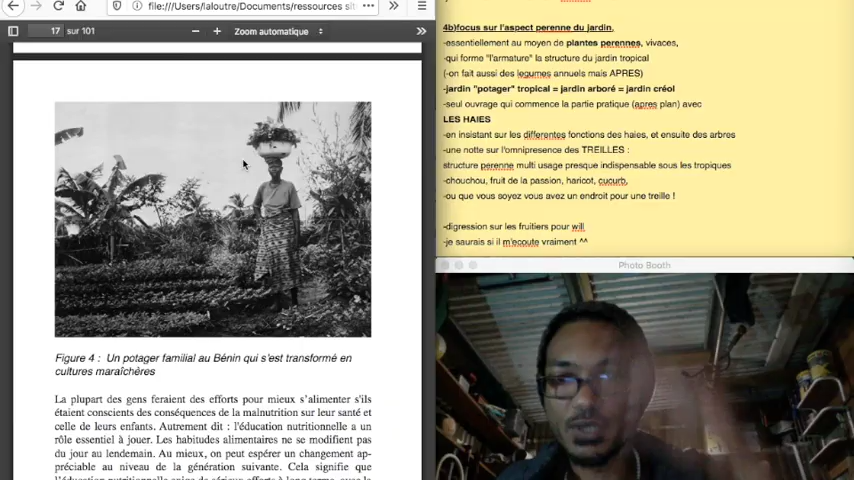 file:///Users/laloutre/Documents/ressources sit
17 sur 101
Zoom automatique
Figure 4 : Un potager familial au Bénin qui s'est transformé en
cultures maraîchères
La plupart des gens feraient des efforts pour mieux s'alimenter s'ils
étaient conscients des conséquences de la malnutrition sur leur santé et
celle de leurs enfants. Autrement dit : l'éducation nutritionnelle a un
rôle essentiel à jouer. Les habitudes alimentaires ne se modifient pas
du jour au lendemain. Au mieux, on peut espérer un changement ap-
préciable au niveau de la génération suivante. Cela signifie que
4b)focus sur l'aspect perenne du jardin,
-essentiellement au moyen de plantes perennes, vivaces,
-qui forme "l'armature" la structure du jardin tropical
(-on fait aussi des legumes annuels mais APRES)
-jardin "potager" tropical = jardin arboré = jardin créol
-seul ouvrage qui commence la partie pratique (apres plan) avec
LES HAIES
-en insistant sur les differentes fonctions des haies, et ensuite des arbres
-une notte sur l'omnipresence des TREILLES :
structure perenne multi usage presque indispensable sous les tropiques
-chouchou, fruit de la passion, haricot, cucurb,
-ou que vous soyez vous avez un endroit pour une treille !
-digression sur les fruitiers pour will
-je saurais si il m'ecoute vraiment ^^
Photo Booth